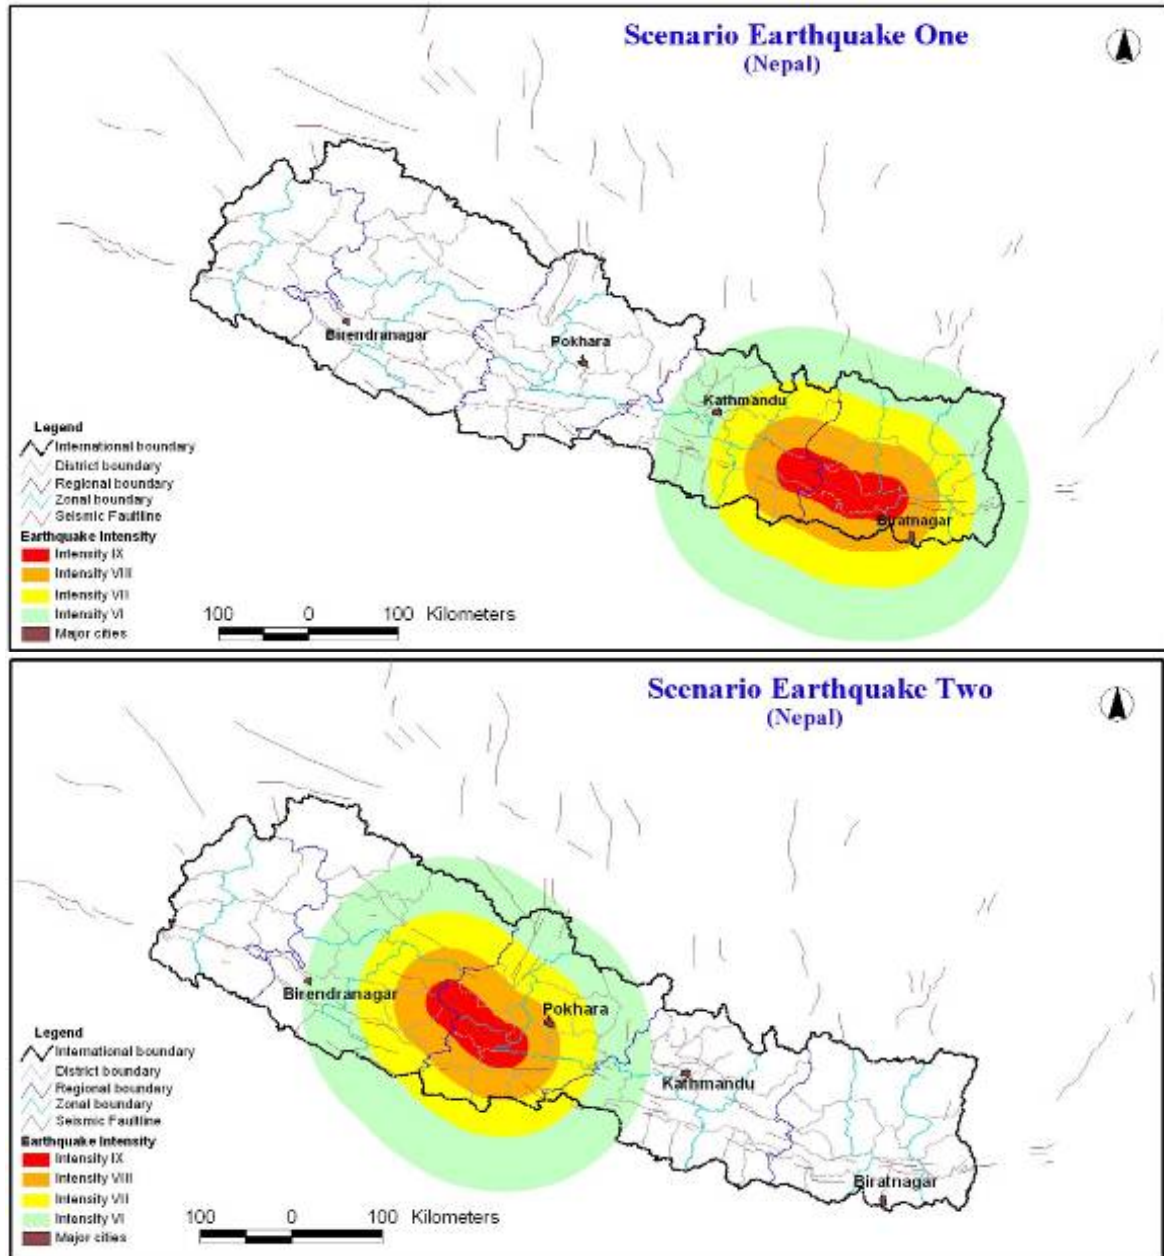 Scenario Earthquake One
(Nepal)
Birendranagar
Pokhara
Kathmandu
Biratnagar
Legend
International boundary
District boundary
Regional boundary
Zonal boundary
Seismic Faultline
Earthquake Intensity
Intensity IX
Intensity VIII
Intensity VII
Intensity VI
Major cities
100 0 100 Kilometers
Scenario Earthquake Two
(Nepal)
Birendranagar
Pokhara
Kathmandu
Biratnagar
Legend
International boundary
District boundary
Regional boundary
Zonal boundary
Seismic Faultline
Earthquake Intensity
Intensity IX
Intensity VIII
Intensity VII
Intensity VI
Major cities
100 0 100 Kilometers